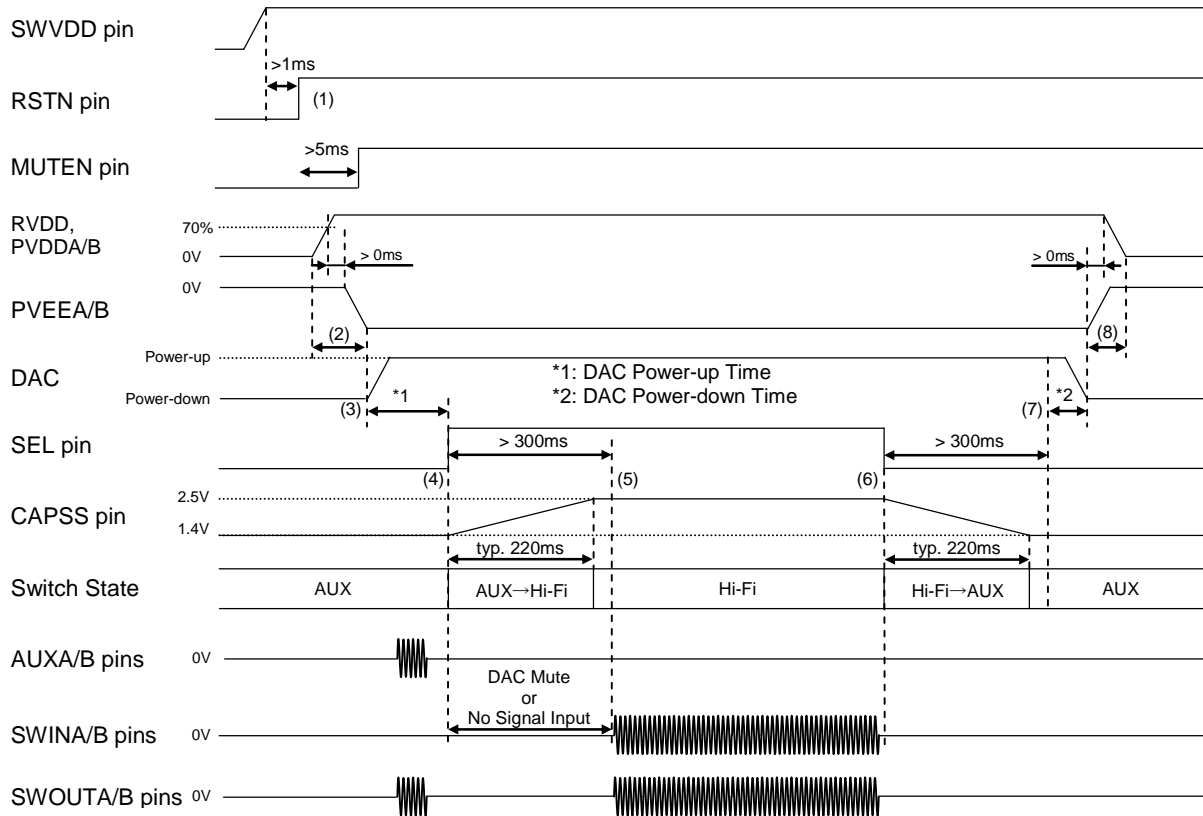 SWVDD pin
>1ms
RSTN pin
(1)
>5ms
MUTEN pin
RVDD,
PVDDA/B
70%
0V
> 0ms
> 0ms
0V
PVEEA/B
(2)
(8)
Power-up
DAC
*1: DAC Power-up Time
*2: DAC Power-down Time
Power-down
(3)
*1
(7)
*2
SEL pin
> 300ms
> 300ms
(4)
(5)
(6)
2.5V
CAPSS pin
1.4V
typ. 220ms
typ. 220ms
Switch State
AUX
AUX→Hi-Fi
Hi-Fi
Hi-Fi→AUX
AUX
AUXA/B pins
0V
DAC Mute
or
No Signal Input
SWINA/B pins
0V
SWOUTA/B pins
0V